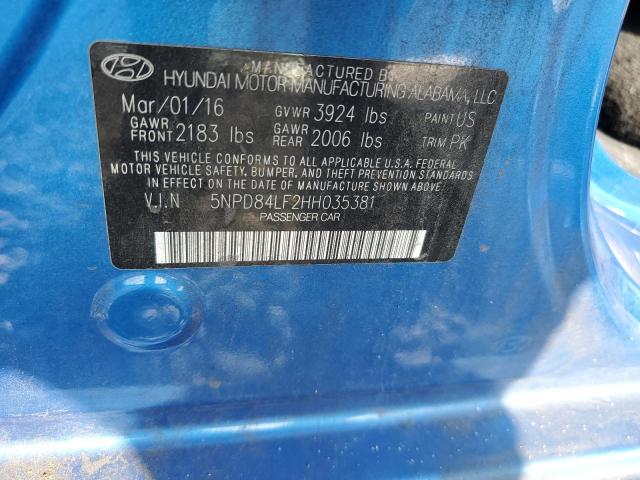 MANUFACTURED BY
HYUNDAI MOTOR MANUFACTURING ALABAMA, LLC
Mar/01/16 GVWR 3924 lbs PAINT US
GAWR FRONT 2183 lbs GAWR REAR 2006 lbs TRIM PK
THIS VEHICLE CONFORMS TO ALL APPLICABLE U.S.A. FEDERAL
MOTOR VEHICLE SAFETY, BUMPER, AND THEFT PREVENTION
STANDARDS IN EFFECT ON THE DATE OF MANUFACTURE
SHOWN ABOVE.
V.I.N 5NPD84LF2HH035381
PASSENGER CAR